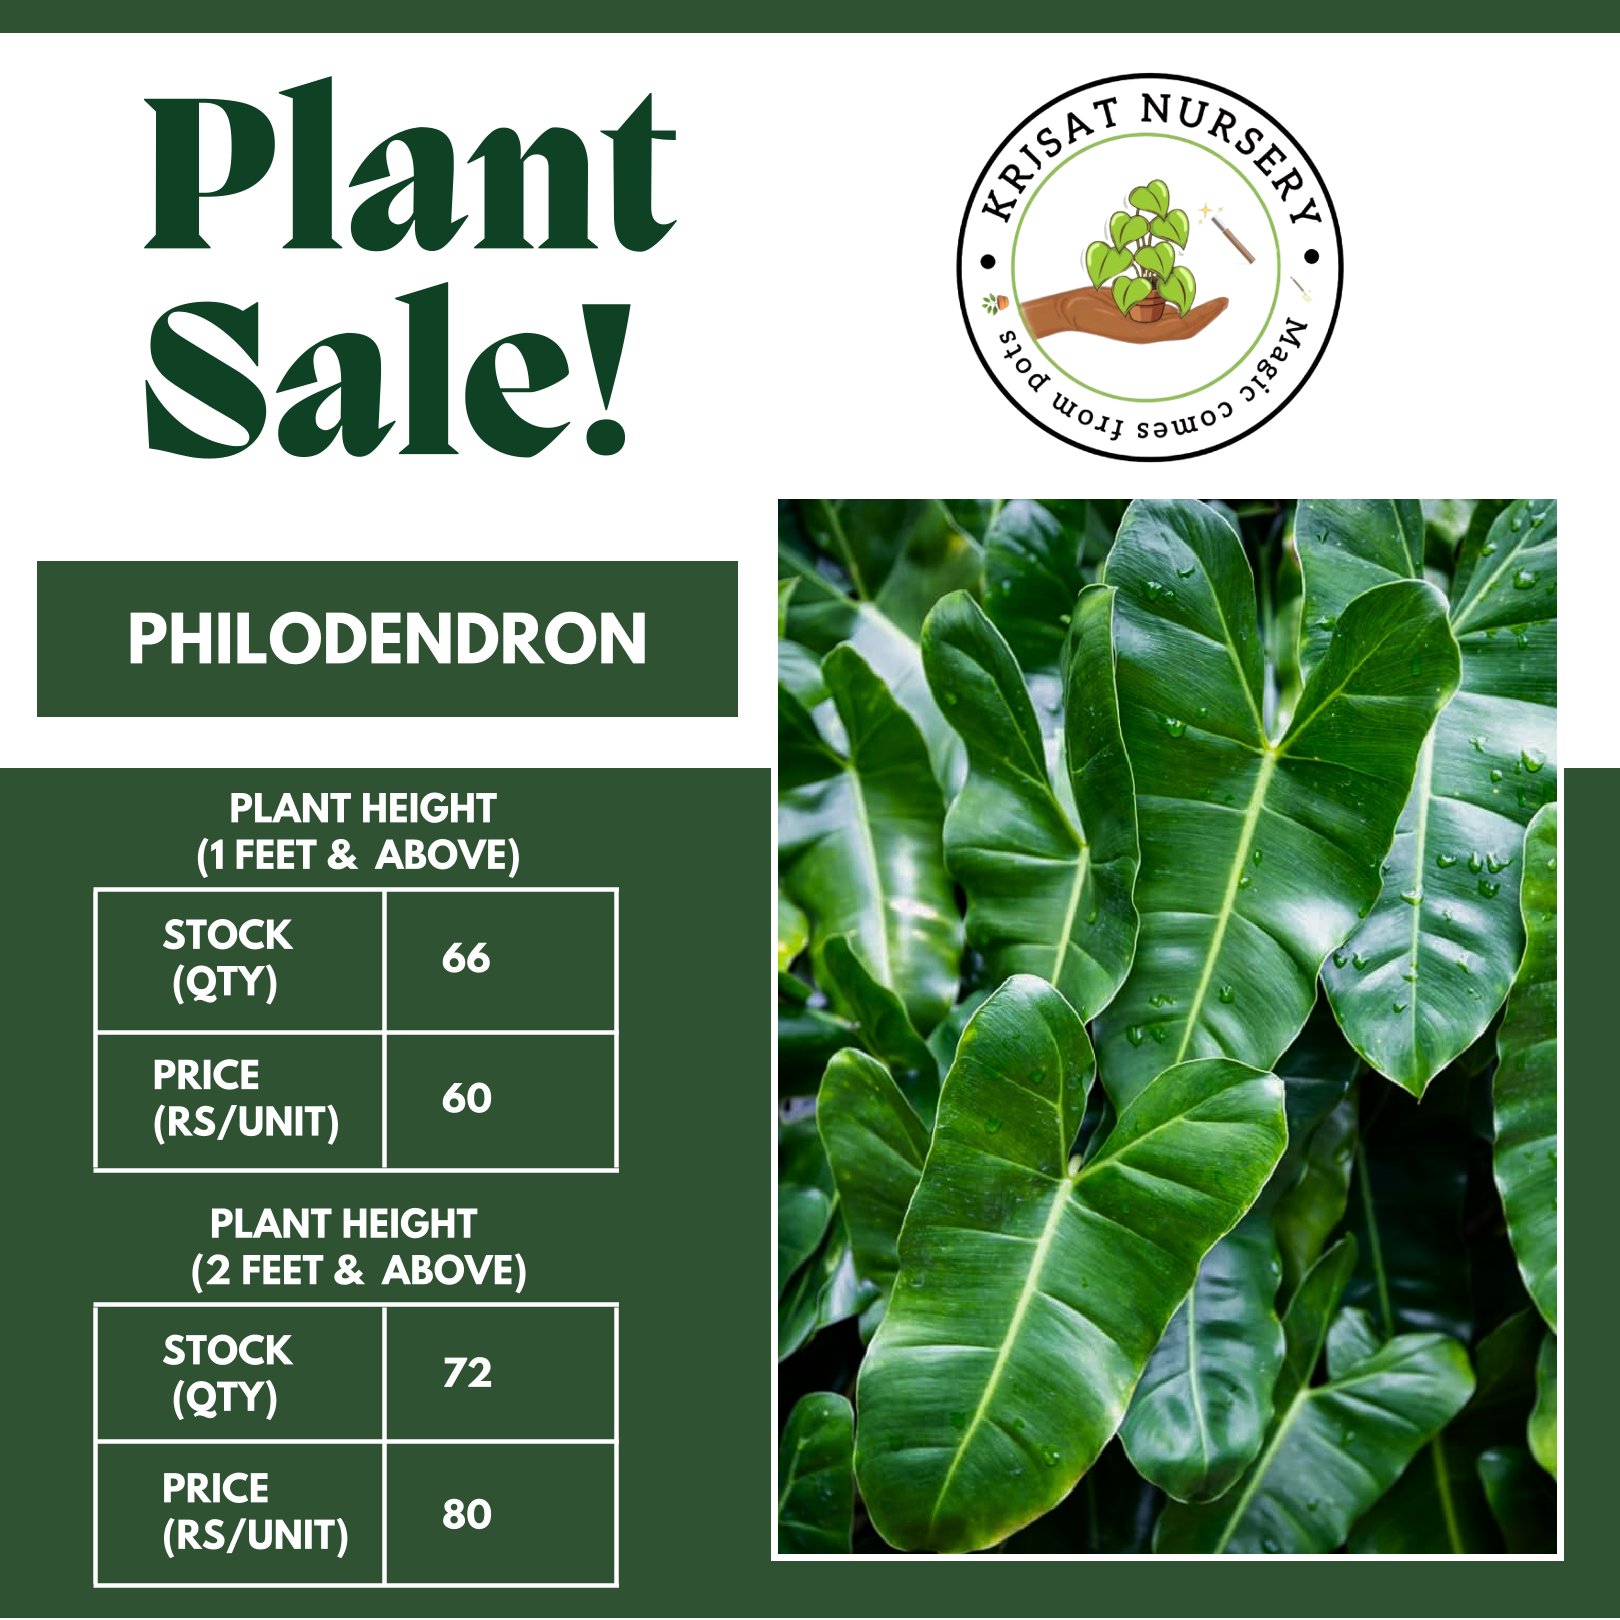 Plant
Sale!
KRJSAT NURSERY
Magic comes from pots
PHILODENDRON
PLANT HEIGHT
(1 FEET & ABOVE)
STOCK
(QTY)
66
PRICE
(RS/UNIT)
60
PLANT HEIGHT
(2 FEET & ABOVE)
STOCK
(QTY)
72
PRICE
(RS/UNIT)
80